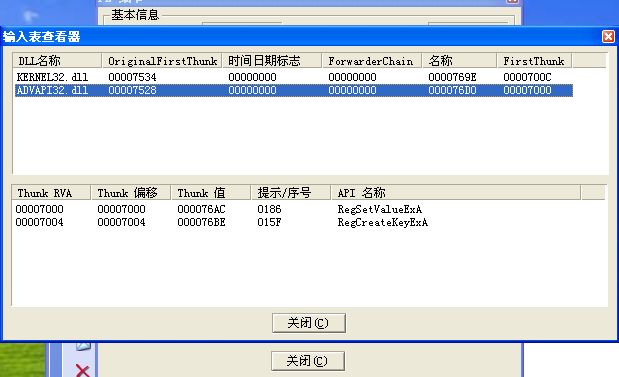 基本信息
输入表查看器
DLL名称 OriginalFirstThunk 时间日期标志 ForwarderChain 名称 FirstThunk
KERNEL32.dll 00007534 00000000 00000000 0000769E 0000700C
ADVAPI32.dll 00007528 00000000 00000000 000076D0 00007000
Thunk RVA Thunk 偏移 Thunk 值 提示/序号 API 名称
00007000 00007000 000076AC 0186 RegSetValueExA
00007004 00007004 000076BE 015F RegCreateKeyExA
关闭(C)
关闭(C)